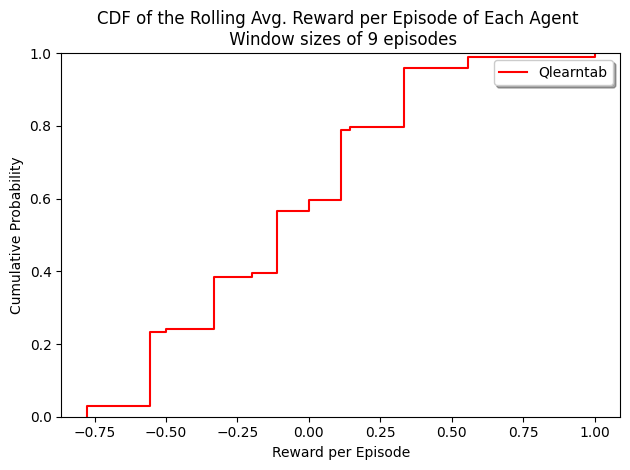 CDF of the Rolling Avg. Reward per Episode of Each Agent
Window sizes of 9 episodes
Qlearntab
Cumulative Probability
1.0
0.8
0.6
0.4
0.2
0.0
−0.75 −0.50 −0.25 0.00 0.25 0.50 0.75 1.00
Reward per Episode